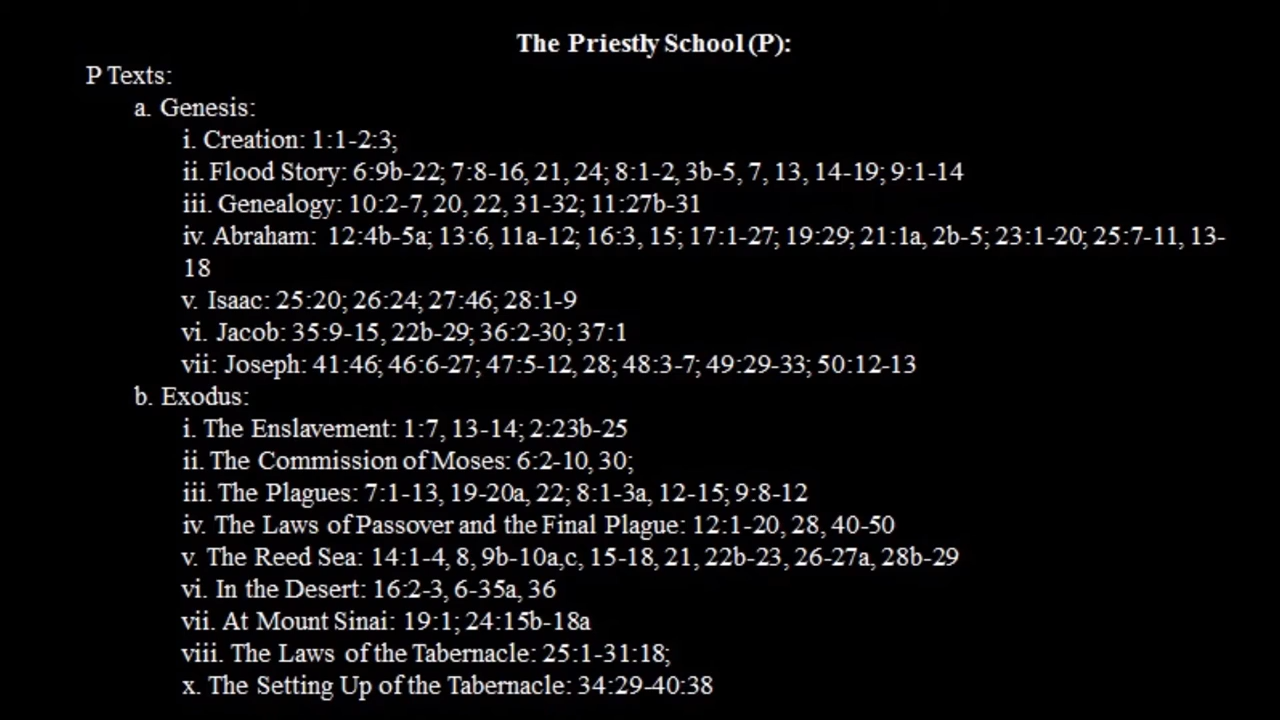 The Priestly School (P):
P Texts:
a. Genesis:
i. Creation: 1:1-2:3;
ii. Flood Story: 6:9b-22; 7:8-16, 21, 24; 8:1-2, 3b-5, 7, 13, 14-19; 9:1-14
iii. Genealogy: 10:2-7, 20, 22, 31-32; 11:27b-31
iv. Abraham: 12:4b-5a; 13:6, 11a-12; 16:3, 15; 17:1-27; 19:29; 21:1a, 2b-5; 23:1-20; 25:7-11, 13-
18
v. Isaac: 25:20; 26:24; 27:46; 28:1-9
vi. Jacob: 35:9-15, 22b-29; 36:2-30; 37:1
vii: Joseph: 41:46; 46:6-27; 47:5-12, 28; 48:3-7; 49:29-33; 50:12-13
b. Exodus:
i. The Enslavement: 1:7, 13-14; 2:23b-25
ii. The Commission of Moses: 6:2-10, 30;
iii. The Plagues: 7:1-13, 19-20a, 22; 8:1-3a, 12-15; 9:8-12
iv. The Laws of Passover and the Final Plague: 12:1-20, 28, 40-50
v. The Reed Sea: 14:1-4, 8, 9b-10a,c, 15-18, 21, 22b-23, 26-27a, 28b-29
vi. In the Desert: 16:2-3, 6-35a, 36
vii. At Mount Sinai: 19:1; 24:15b-18a
viii. The Laws of the Tabernacle: 25:1-31:18;
x. The Setting Up of the Tabernacle: 34:29-40:38